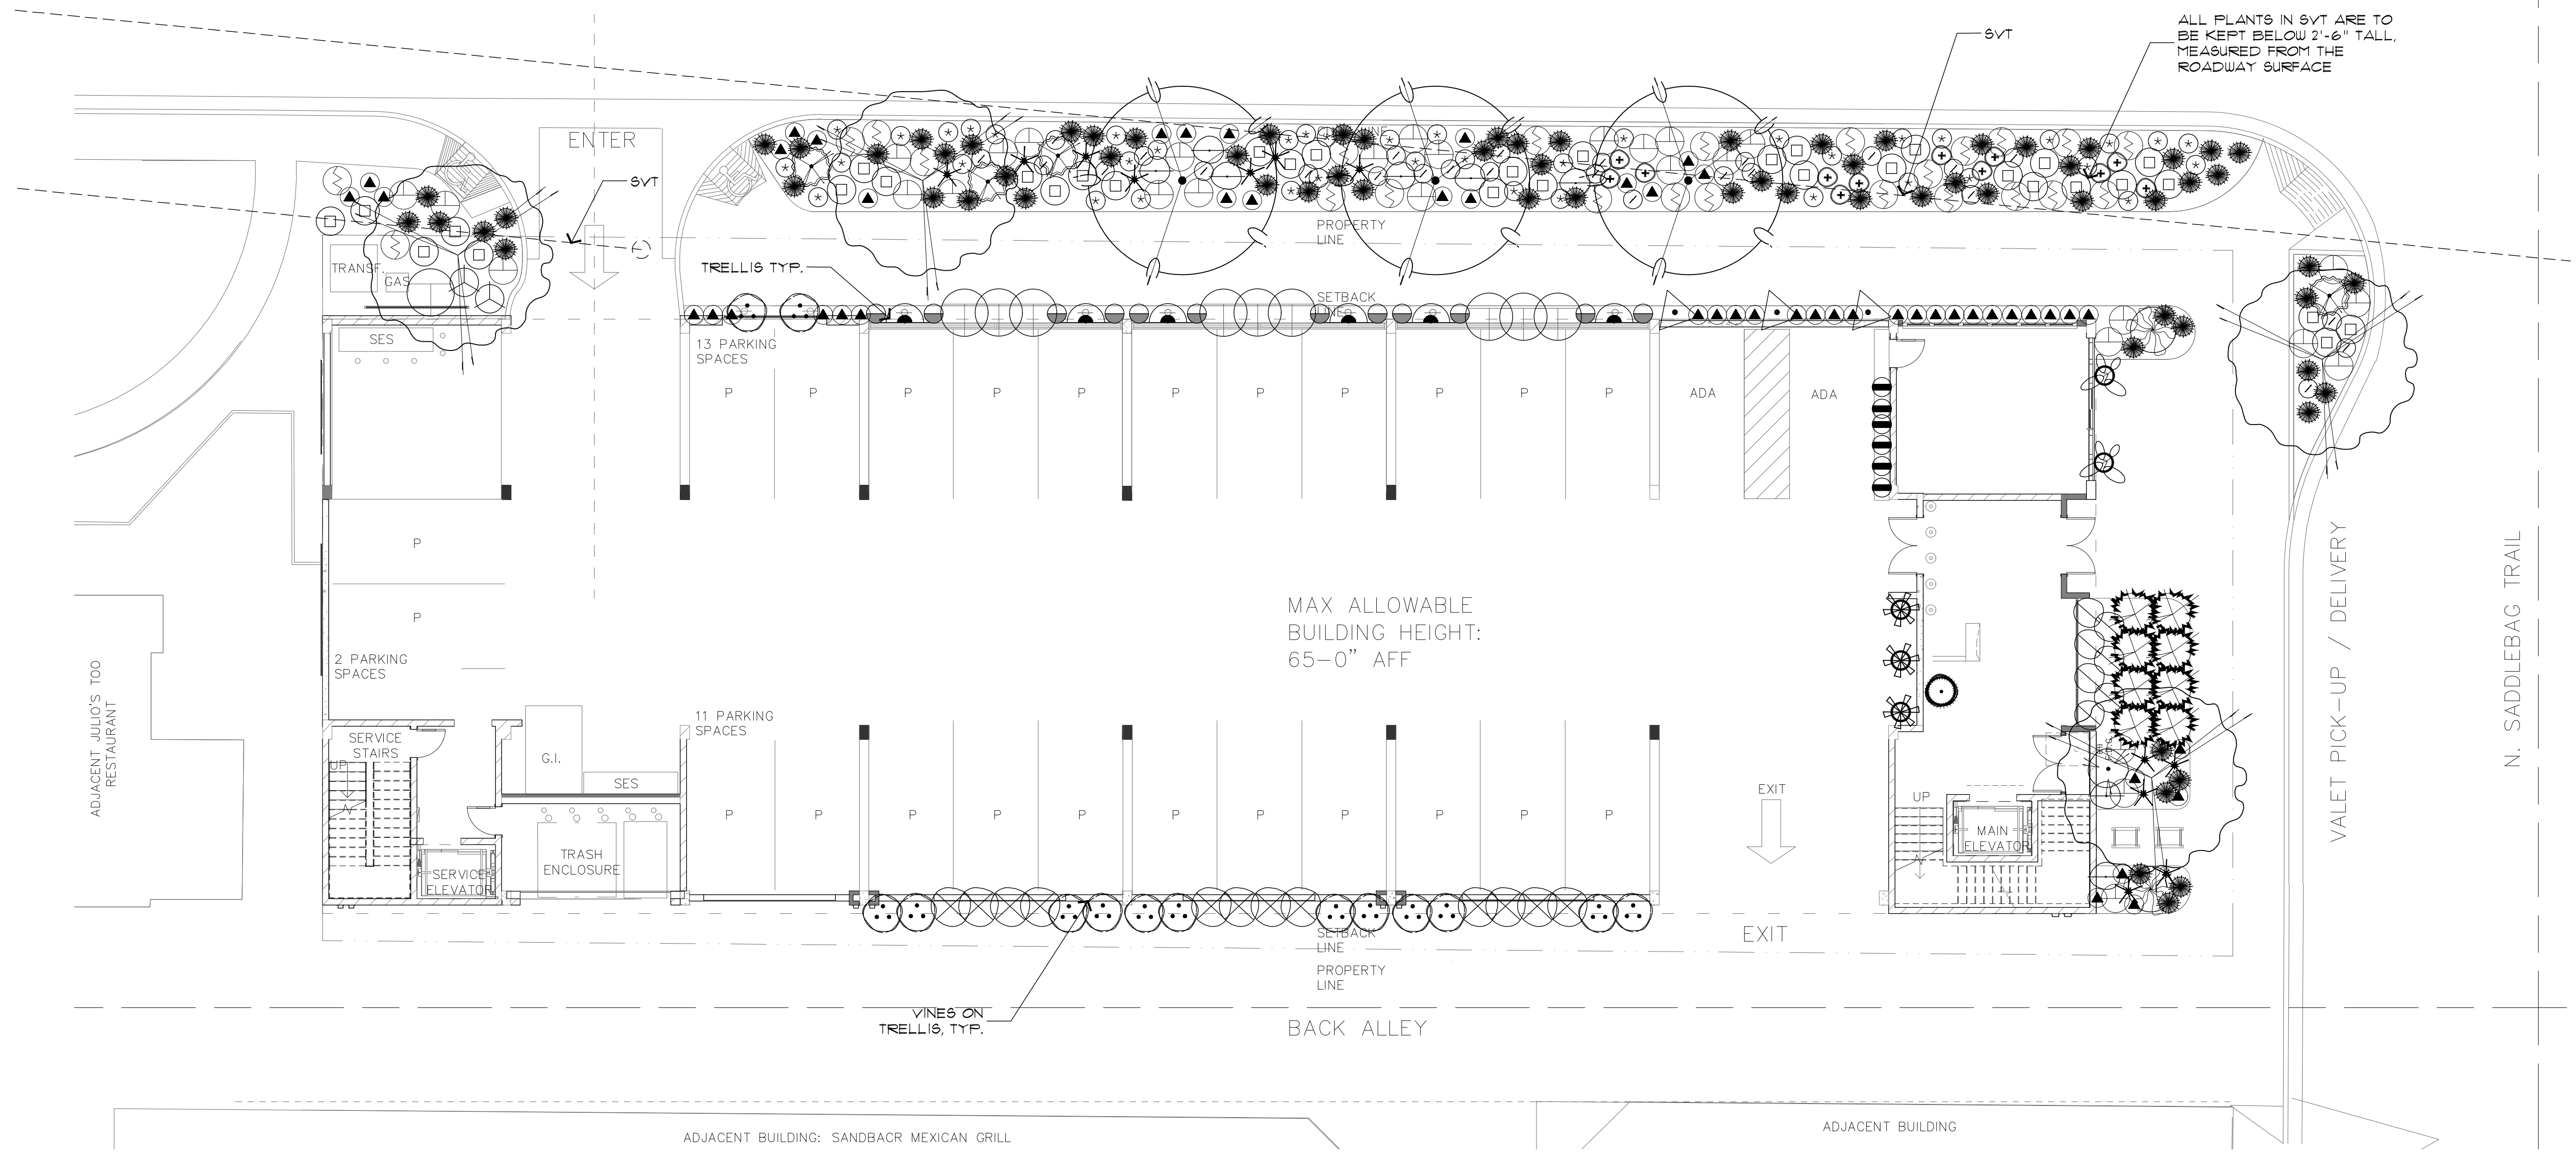 ALL PLANTS IN SVT ARE TO
BE KEPT BELOW 2'-6" TALL,
MEASURED FROM THE
ROADWAY SURFACE
SVT
ENTER
SVT
PROPERTY
LINE
TRELLIS TYP.
TRANSF.
GAS
SETBACK
LINE
SES
13 PARKING
SPACES
P
P
P
P
P
P
P
P
P
P
P
ADA
ADA
P
P
2 PARKING
SPACES
MAX ALLOWABLE
BUILDING HEIGHT:
65-0" AFF
ADJACENT JULIO'S TOO
RESTAURANT
VALET PICK-UP / DELIVERY
N. SADDLEBAG TRAIL
11 PARKING
SPACES
SERVICE
STAIRS
UP
G.I.
SES
EXIT
UP
P
P
P
P
P
P
P
P
P
P
P
MAIN
ELEVATOR
TRASH
ENCLOSURE
SERVICE
ELEVATOR
SETBACK
LINE
EXIT
PROPERTY
LINE
VINES ON
TRELLIS, TYP.
BACK ALLEY
ADJACENT BUILDING: SANDBACR MEXICAN GRILL
ADJACENT BUILDING